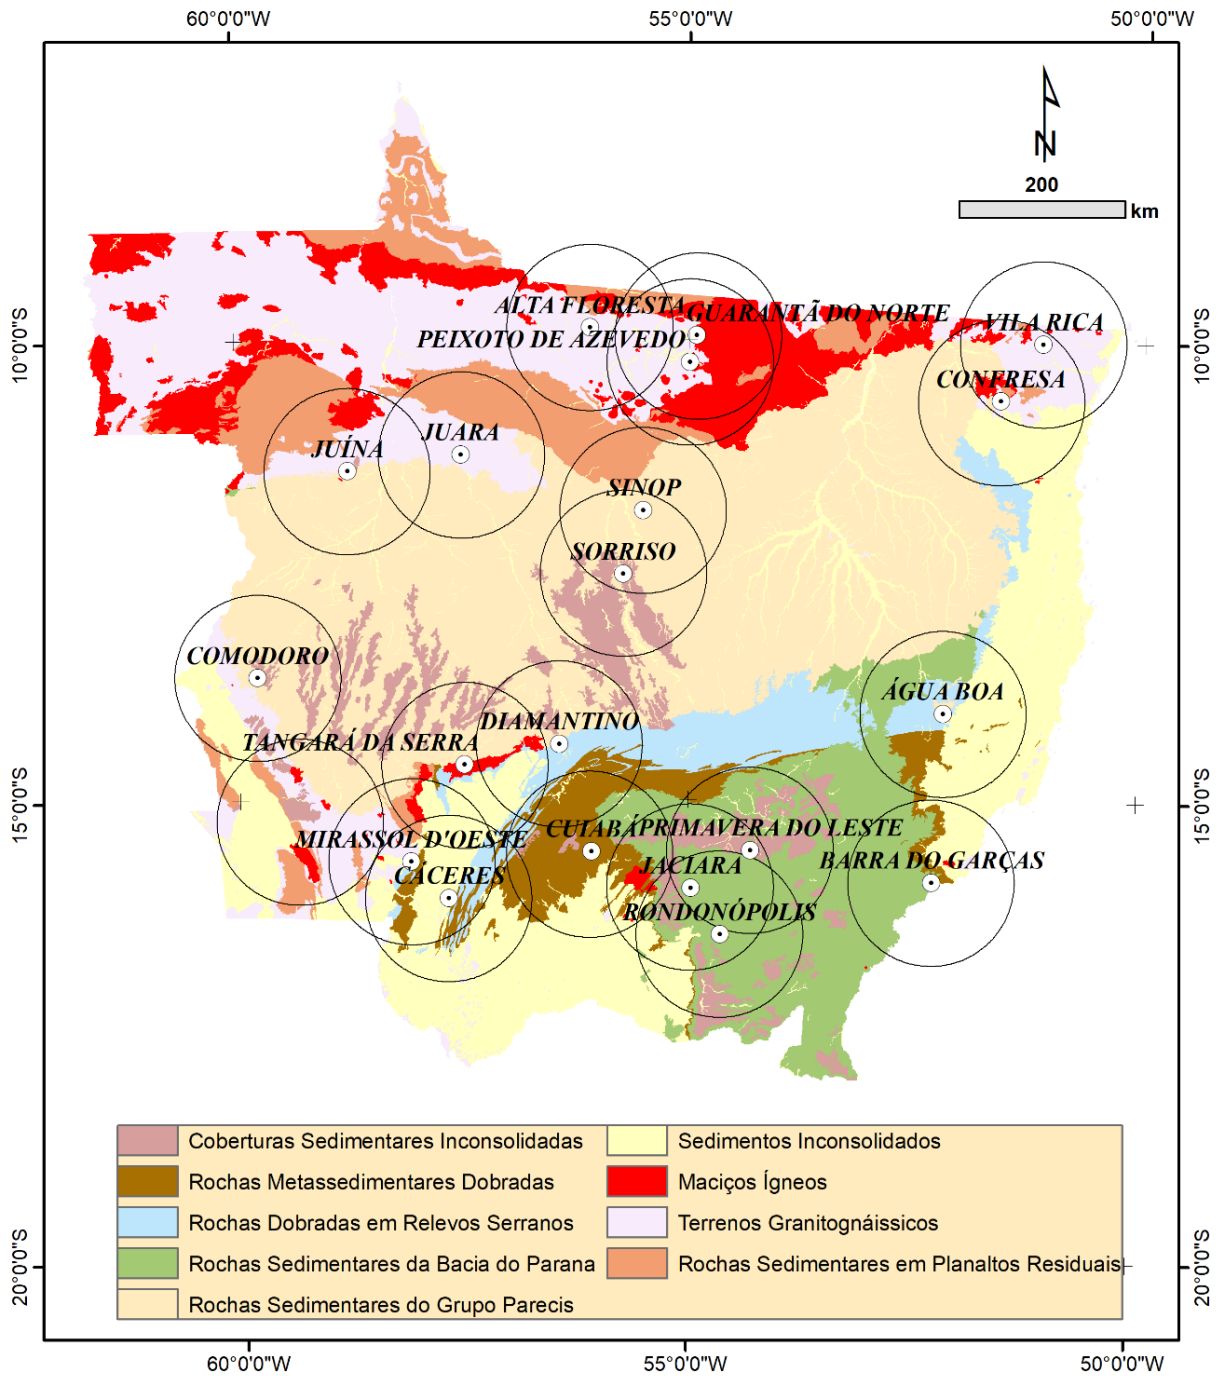 60°0'0"W
55°0'0"W
50°0'0"W
N
200
km
ALTA FLORESTA
GUARANTÃ DO NORTE
VILA RICA
PEIXOTO DE AZEVEDO
10°0'0"S
10°0'0"S
CONFRESA
JUARA
JUÍNA
SINOP
SORRISO
COMODORO
ÁGUA BOA
DIAMANTINO
TANGARÁ DA SERRA
15°0'0"S
15°0'0"S
MIRASSOL D'OESTE
CUIABÁ
PRIMAVERA DO LESTE
CÁCERES
JACIARA
BARRA DO GARÇAS
RONDONÓPOLIS
Coberturas Sedimentares Inconsolidadas
Sedimentos Inconsolidados
Rochas Metassedimentares Dobradas
Maciços Ígneos
Rochas Dobradas em Relevos Serranos
Terrenos Granitognáissicos
Rochas Sedimentares da Bacia do Parana
Rochas Sedimentares em Planaltos Residuais
Rochas Sedimentares do Grupo Parecis
20°0'0"S
20°0'0"S
60°0'0"W
55°0'0"W
50°0'0"W